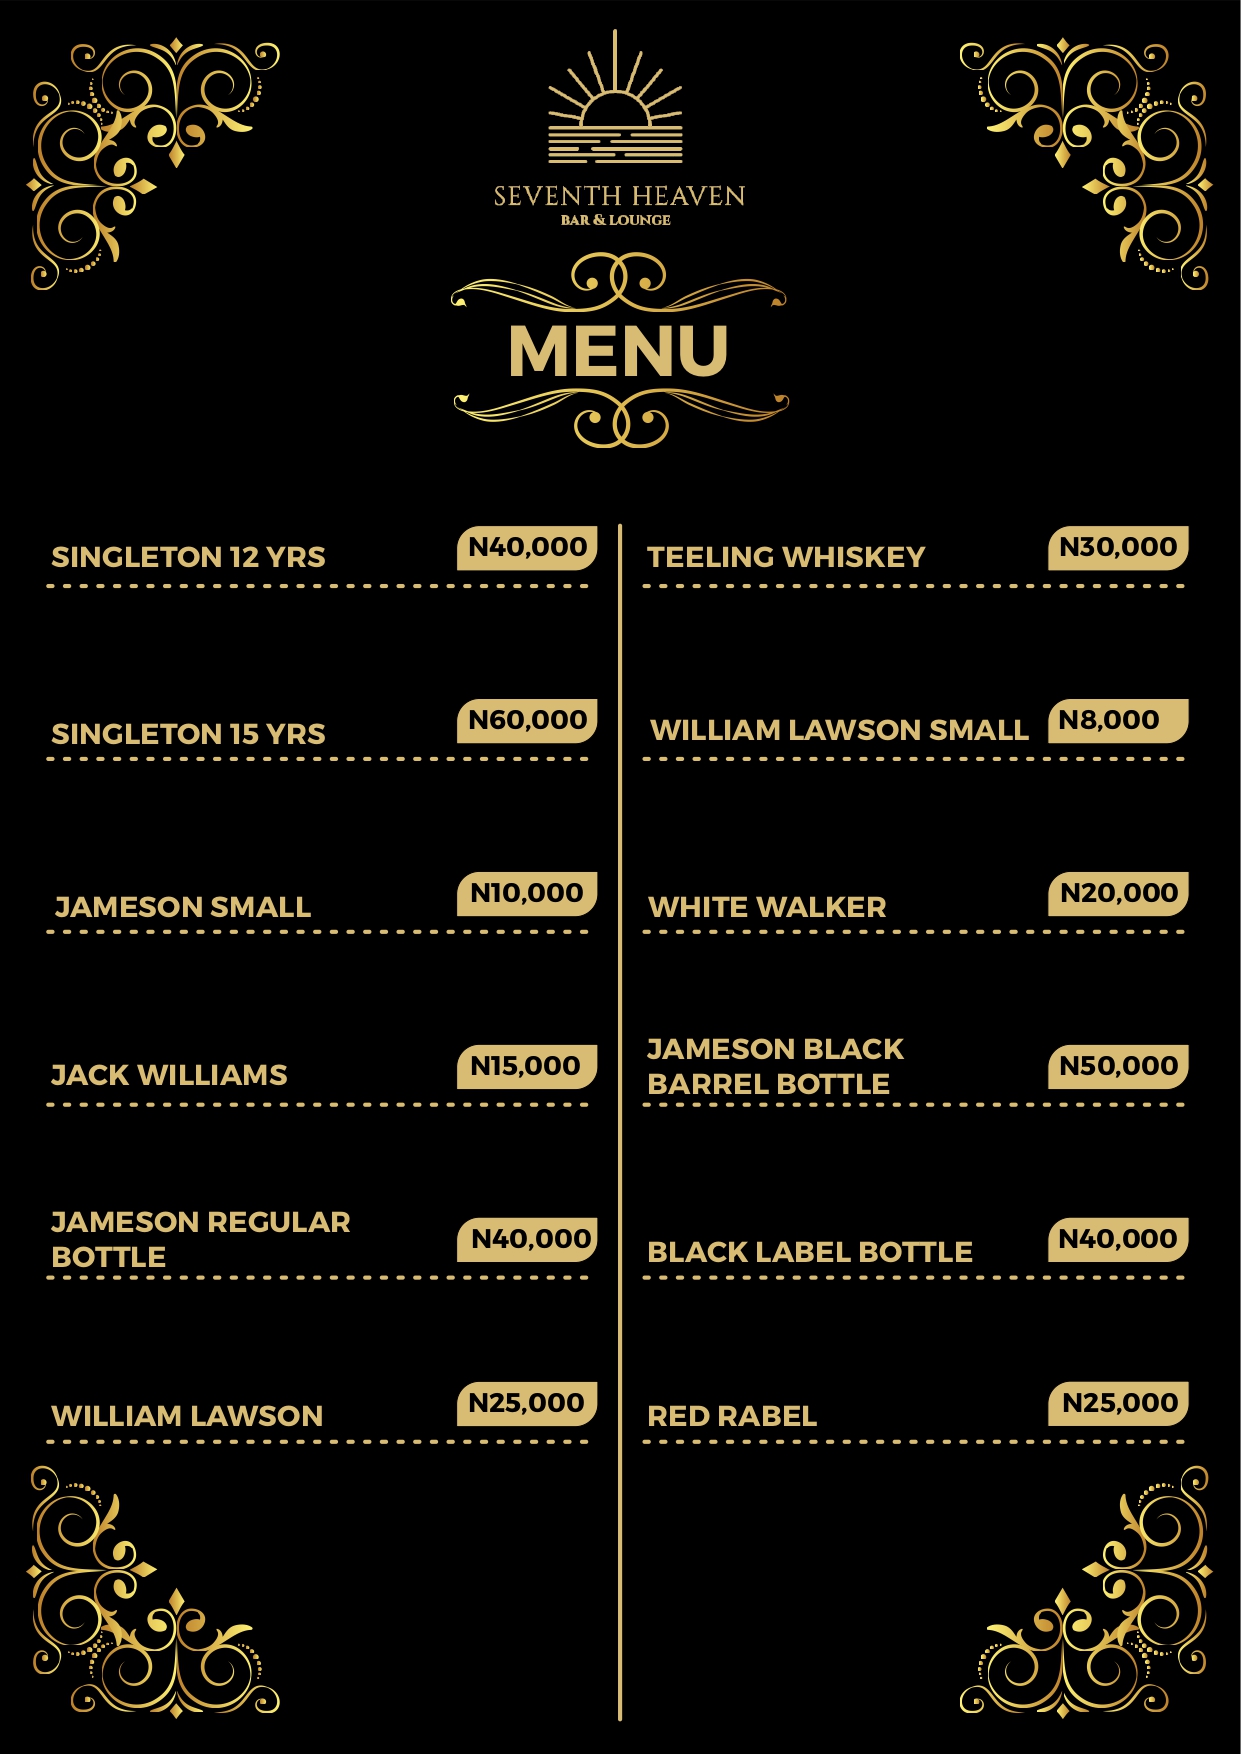 SEVENTH HEAVEN
BAR & LOUNGE
MENU
SINGLETON 12 YRS N40,000
SINGLETON 15 YRS N60,000
JAMESON SMALL N10,000
JACK WILLIAMS N15,000
JAMESON REGULAR
BOTTLE N40,000
WILLIAM LAWSON N25,000
TEELING WHISKEY N30,000
WILLIAM LAWSON SMALL N8,000
WHITE WALKER N20,000
JAMESON BLACK
BARREL BOTTLE N50,000
BLACK LABEL BOTTLE N40,000
RED RABEL N25,000